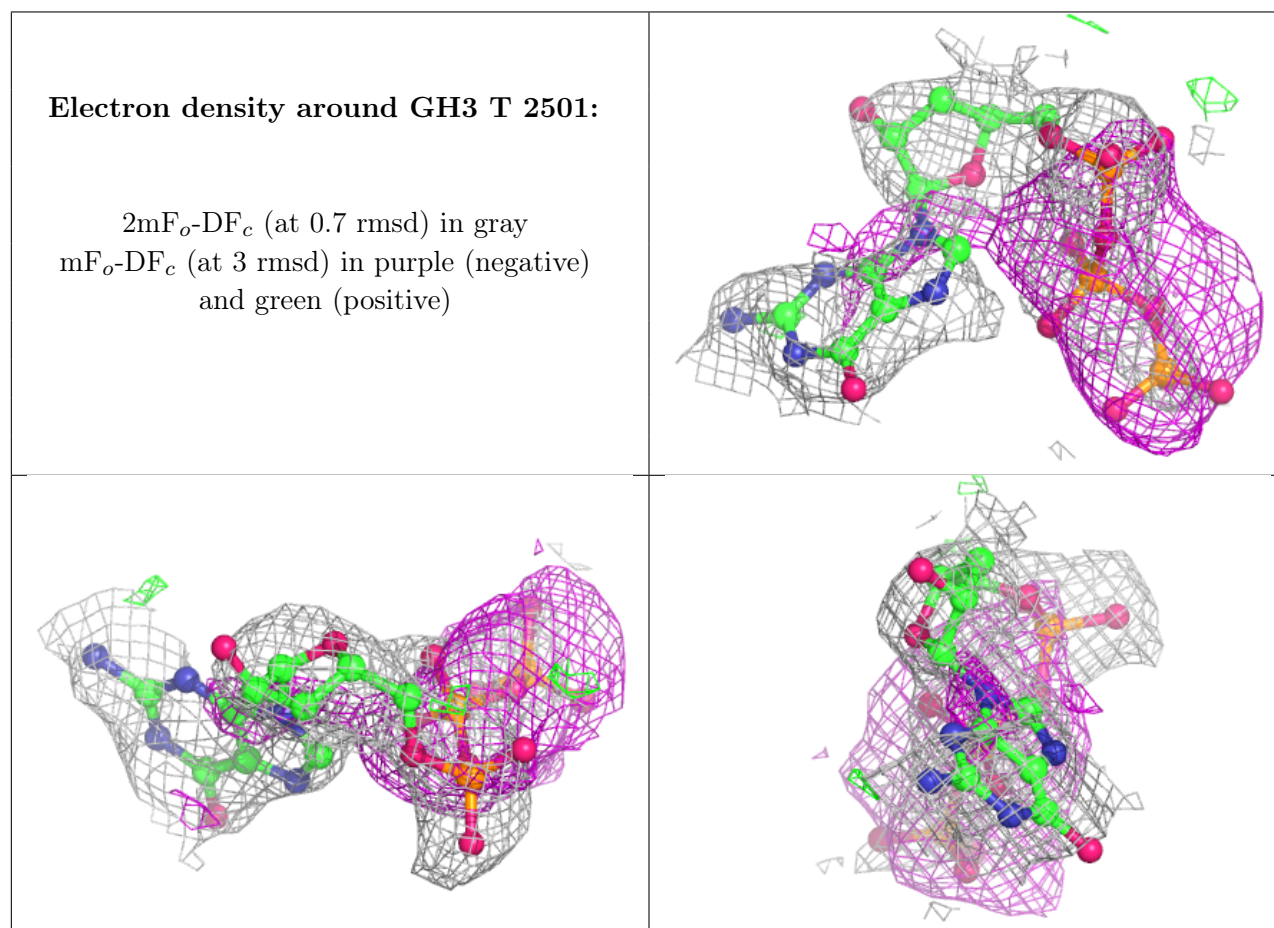 Electron density around GH3 T 2501:
2mFo-DFc (at 0.7 rmsd) in gray
mFo-DFc (at 3 rmsd) in purple (negative)
and green (positive)